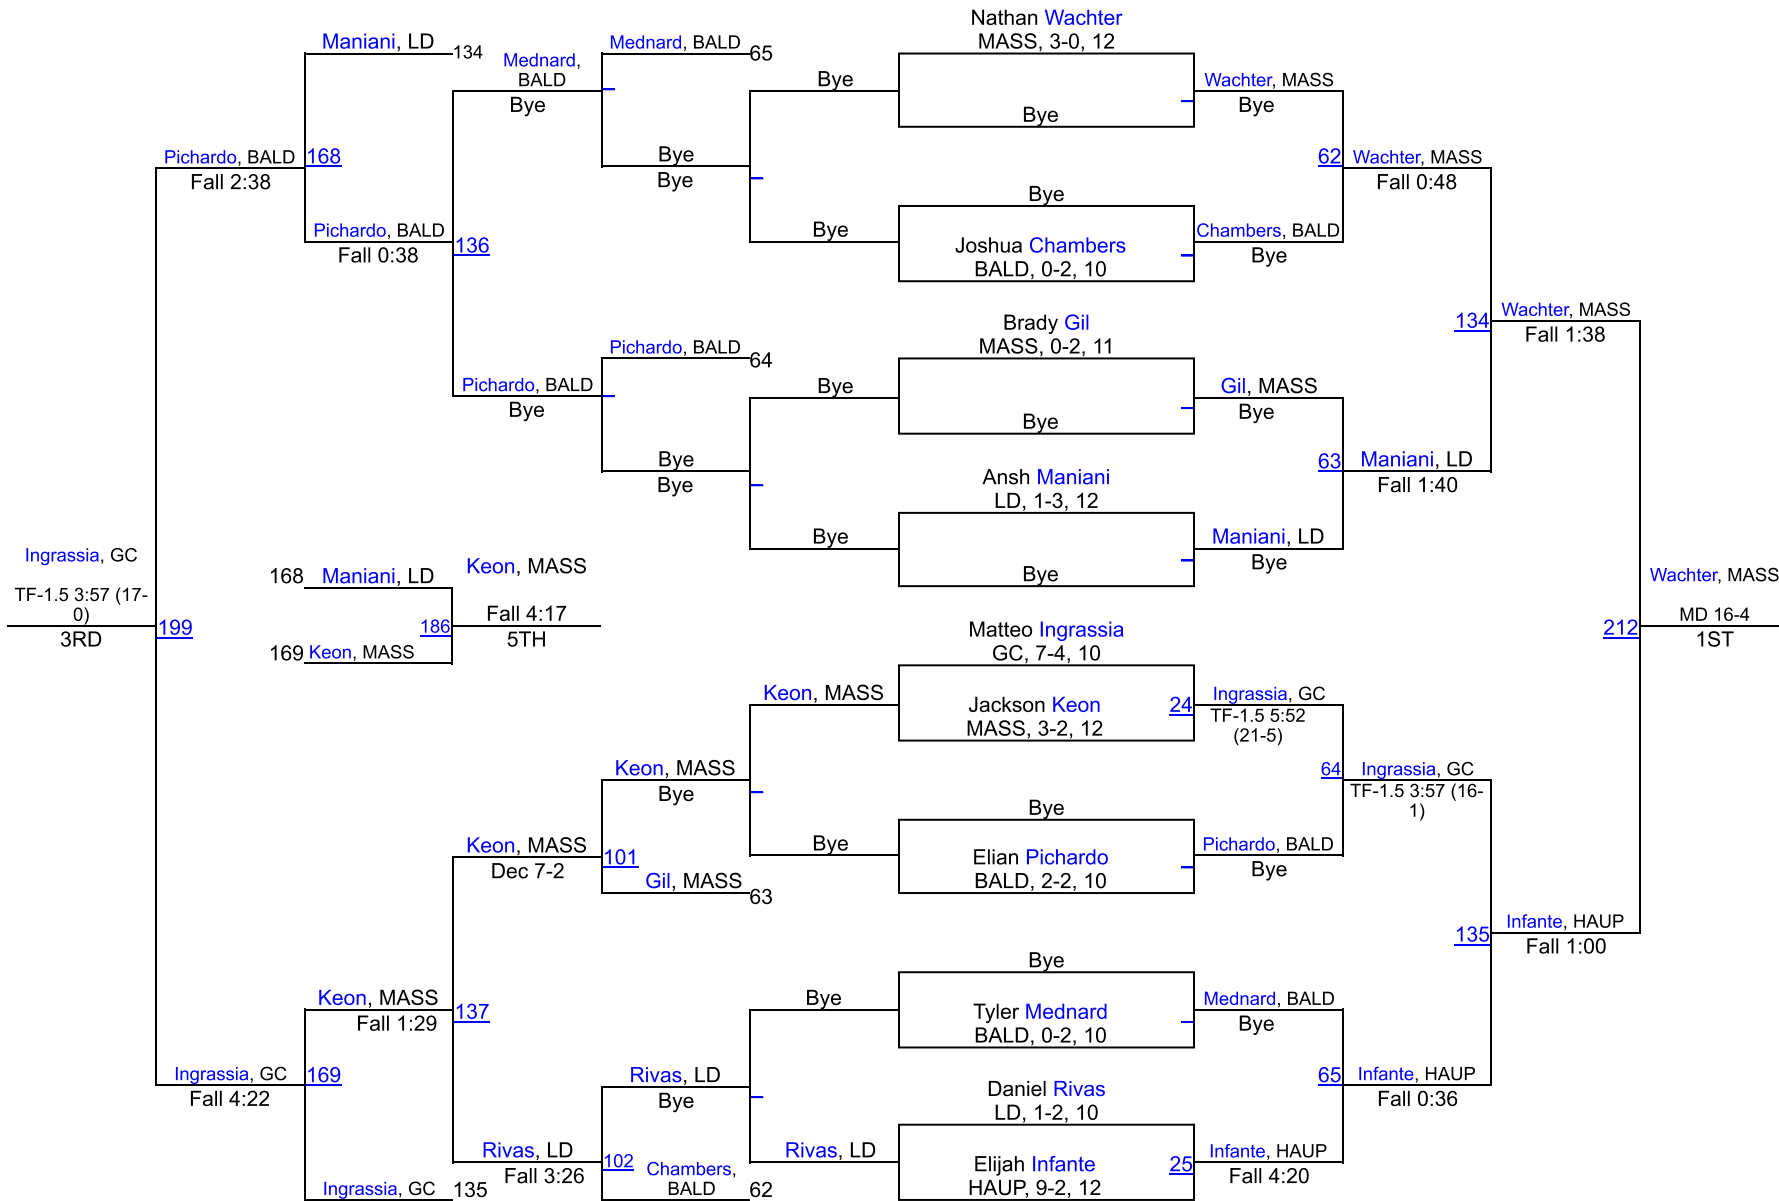 Nathan Wachter
MASS, 3-0, 12
Maniani, LD
134
Mednard,
BALD
Bye
Mednard, BALD
65
Bye
Bye
Wachter, MASS
Bye
Pichardo, BALD
Fall 2:38
168
Bye
Bye
62
Wachter, MASS
Fall 0:48
Pichardo, BALD
Fall 0:38
136
Bye
Bye
Joshua Chambers
BALD, 0-2, 10
Chambers, BALD
Bye
Brady Gil
MASS, 0-2, 11
134
Wachter, MASS
Fall 1:38
Pichardo, BALD
64
Pichardo, BALD
Bye
Bye
Bye
Gil, MASS
Bye
Bye
Bye
63
Maniani, LD
Fall 1:40
Ansh Maniani
LD, 1-3, 12
Bye
Maniani, LD
Bye
Bye
Ingrassia, GC
TF-1.5 3:57 (17-
0)
3RD
199
168
Maniani, LD
186
169
Keon, MASS
Keon, MASS
Fall 4:17
5TH
Wachter, MASS
212
MD 16-4
1ST
Matteo Ingrassia
GC, 7-4, 10
Keon, MASS
Jackson Keon
MASS, 3-2, 12
24
Ingrassia, GC
TF-1.5 5:52
(21-5)
Keon, MASS
Bye
64
Ingrassia, GC
TF-1.5 3:57 (16-
1)
Bye
Bye
Elian Pichardo
BALD, 2-2, 10
Pichardo, BALD
Bye
Keon, MASS
Dec 7-2
101
Gil, MASS
63
135
Infante, HAUP
Fall 1:00
Bye
Keon, MASS
Fall 1:29
137
Bye
Tyler Mednard
BALD, 0-2, 10
Mednard, BALD
Bye
Ingrassia, GC
Fall 4:22
169
Rivas, LD
Bye
Daniel Rivas
LD, 1-2, 10
65
Infante, HAUP
Fall 0:36
Rivas, LD
Fall 3:26
102
Chambers,
BALD
62
Rivas, LD
Elijah Infante
HAUP, 9-2, 12
25
Infante, HAUP
Fall 4:20
Ingrassia, GC
135